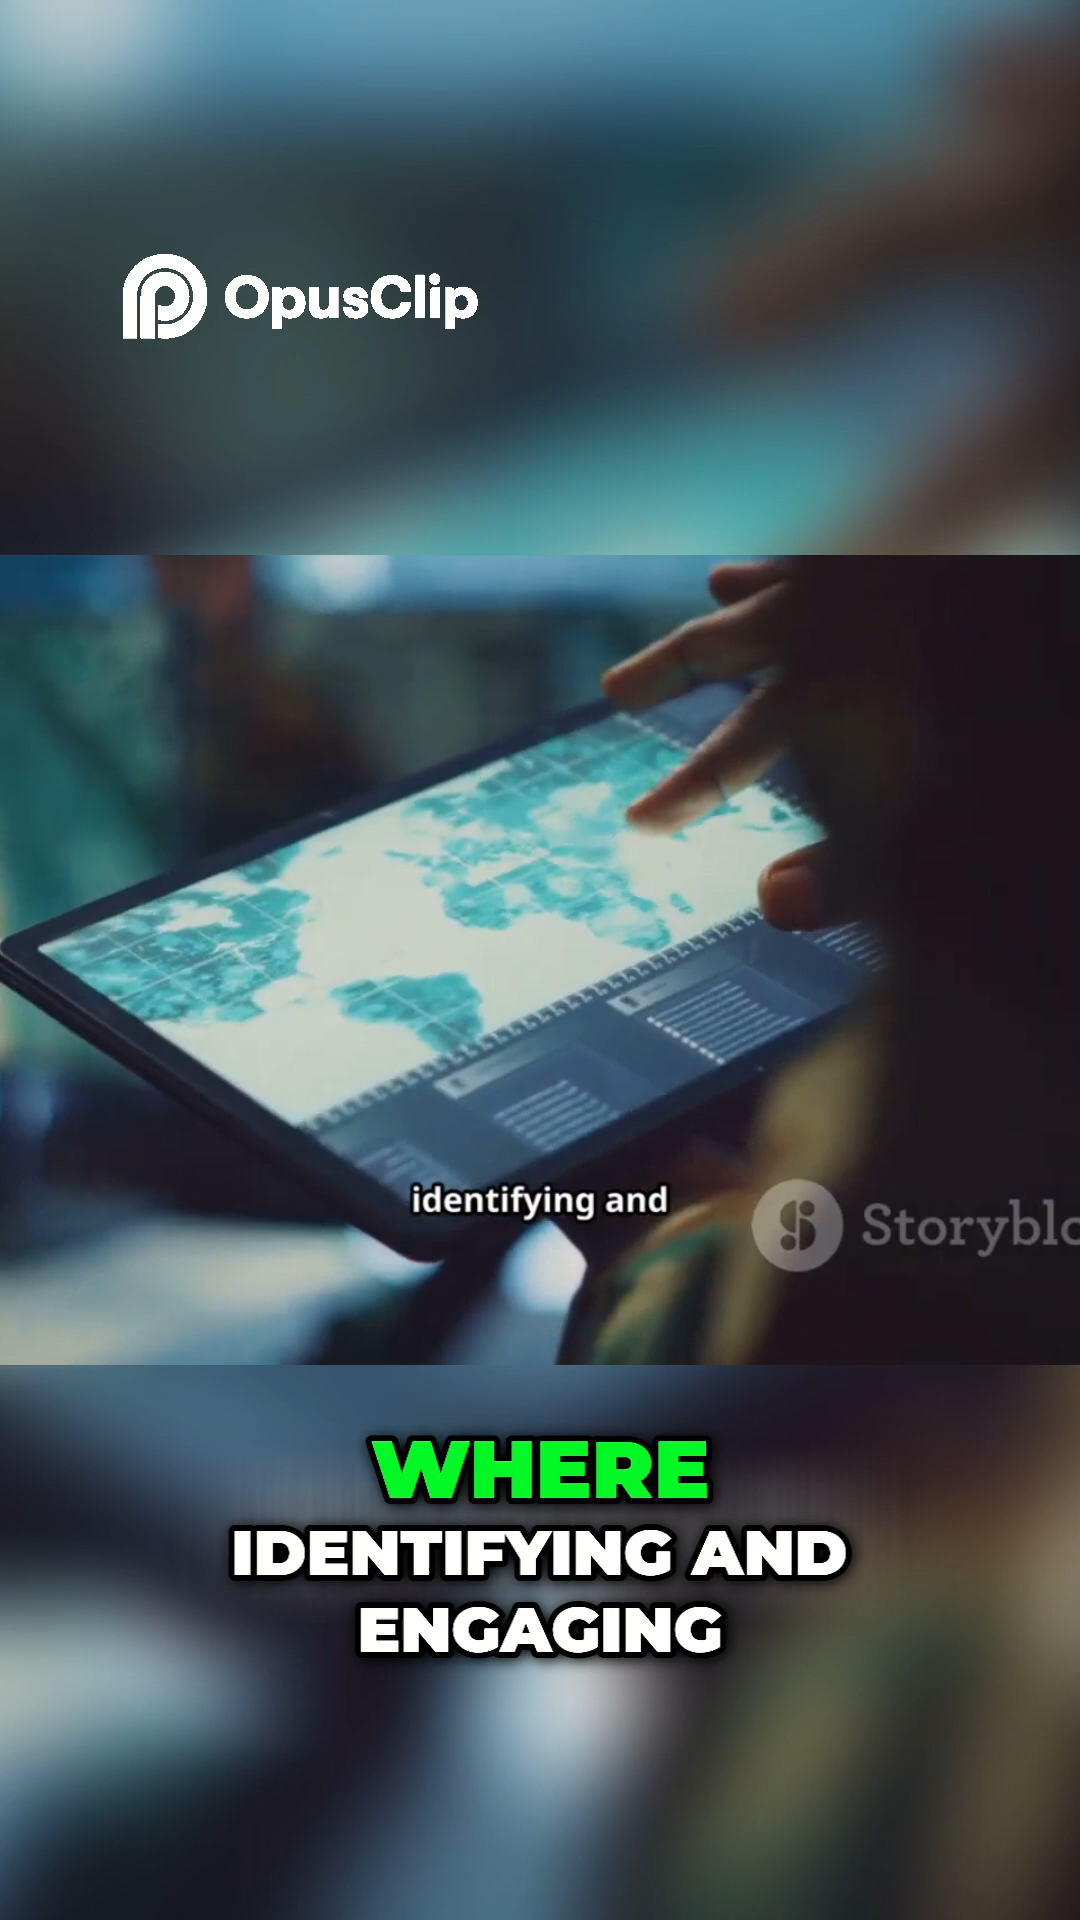 OpusClip
identifying and
Storyblo
WHERE
IDENTIFYING AND
ENGAGING